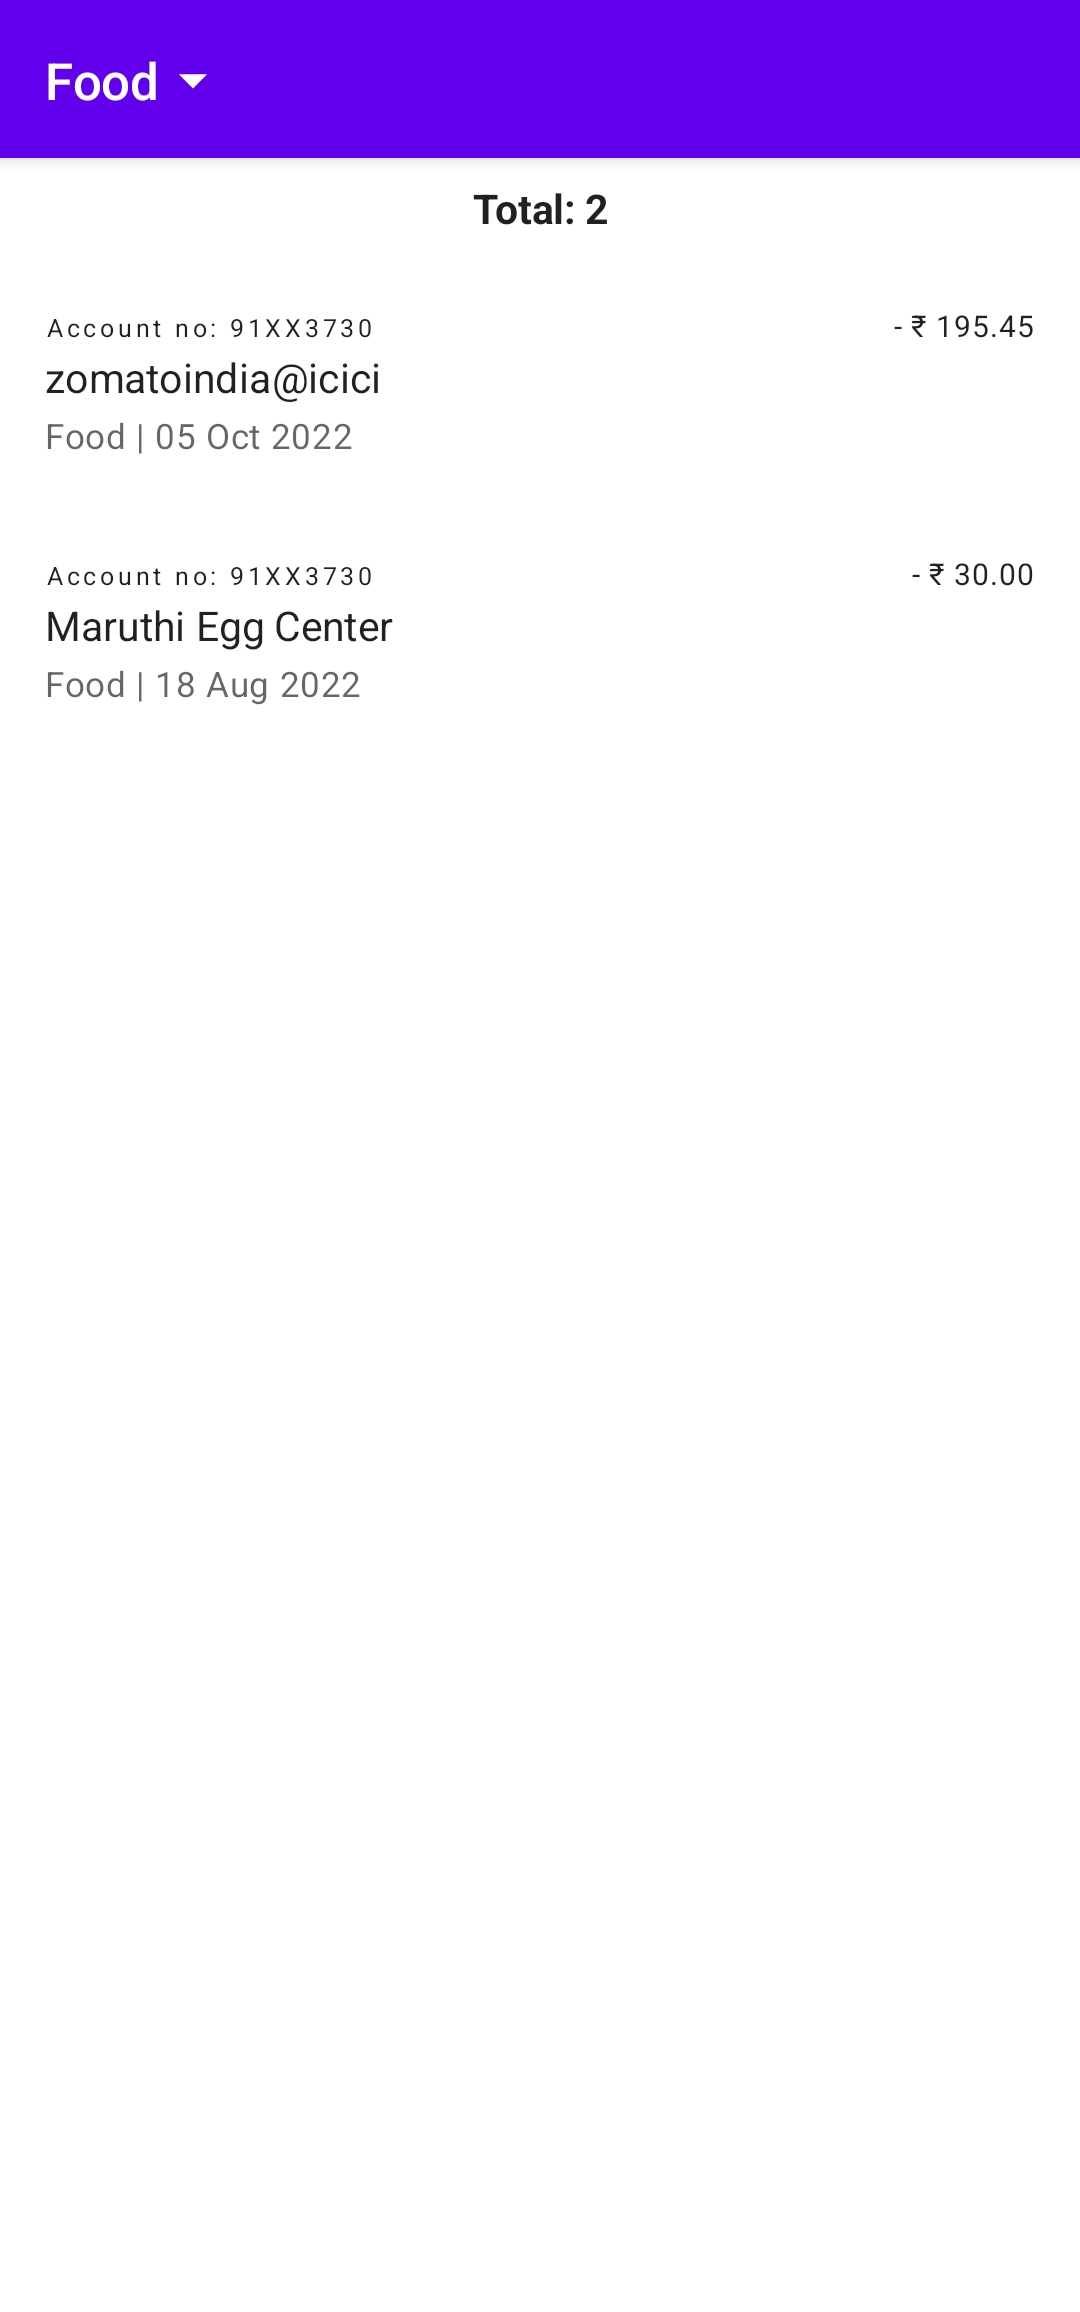 Food
Total: 2
Account no: 91XX3730 - ₹ 195.45
zomatoindia@icici
Food | 05 Oct 2022
Account no: 91XX3730 - ₹ 30.00
Maruthi Egg Center
Food | 18 Aug 2022